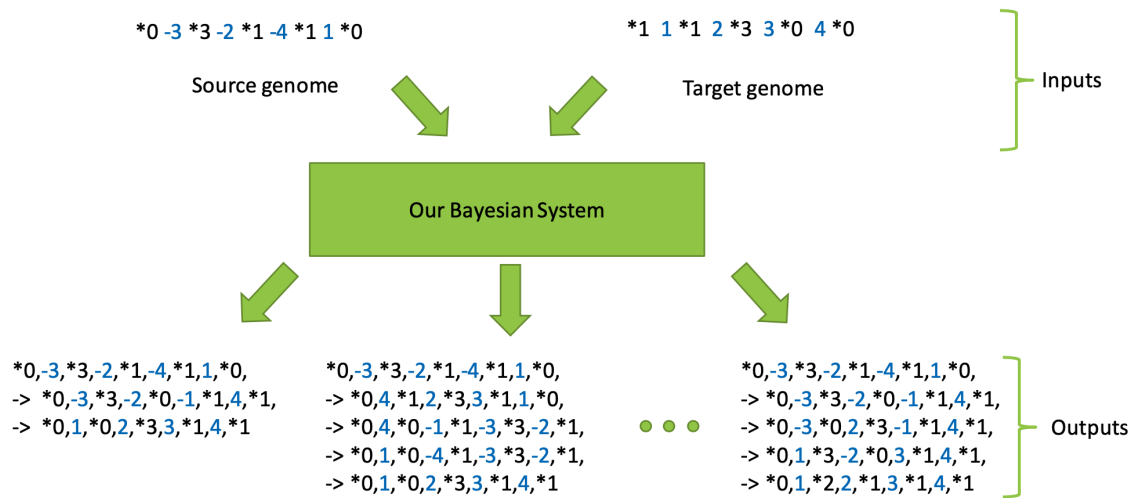 *0 -3 *3 -2 *1 -4 *1 1 *0
*1 1 *1 2 *3 3 *0 4 *0
Source genome
Target genome
Inputs
Our Bayesian System
*0,-3,*3,-2,*1,-4,*1,1,*0,
-> *0,-3,*3,-2,*0,-1,*1,4,*1,
-> *0,1,*0,2,*3,3,*1,4,*1
*0,-3,*3,-2,*1,-4,*1,1,*0,
-> *0,4,*1,2,*3,3,*1,1,*0,
-> *0,4,*0,-1,*1,-3,*3,-2,*1,
-> *0,1,*0,-4,*1,-3,*3,-2,*1,
-> *0,1,*0,2,*3,3,*1,4,*1
*0,-3,*3,-2,*1,-4,*1,1,*0,
-> *0,-3,*3,-2,*0,-1,*1,4,*1,
-> *0,-3,*0,2,*3,-1,*1,4,*1,
-> *0,1,*3,-2,*0,3,*1,4,*1,
-> *0,1,*2,2,*1,3,*1,4,*1
Outputs